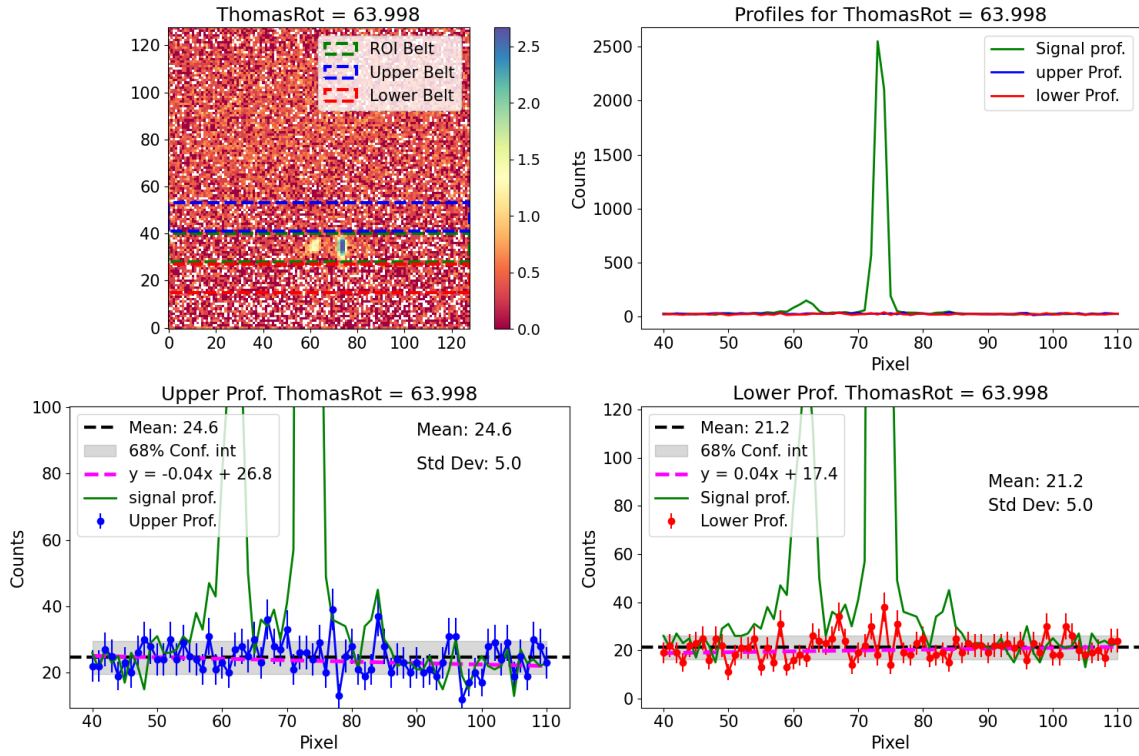 ThomasRot = 63.998
ROI Belt
Upper Belt
Lower Belt
120
100
80
60
40
20
0
0 20 40 60 80 100 120
2.5
2.0
1.5
1.0
0.5
0.0
Profiles for ThomasRot = 63.998
Signal prof.
upper Prof.
lower Prof.
Counts
2500
2000
1500
1000
500
0
40 50 60 70 80 90 100 110
Pixel
Upper Prof. ThomasRot = 63.998
Mean: 24.6
68% Conf. int
y = -0.04x + 26.8
signal prof.
Upper Prof.
Mean: 24.6
Std Dev: 5.0
Counts
100
80
60
40
20
40 50 60 70 80 90 100 110
Pixel
Lower Prof. ThomasRot = 63.998
Mean: 21.2
68% Conf. int
y = 0.04x + 17.4
Signal prof.
Lower Prof.
Mean: 21.2
Std Dev: 5.0
Counts
120
100
80
60
40
20
0
40 50 60 70 80 90 100 110
Pixel